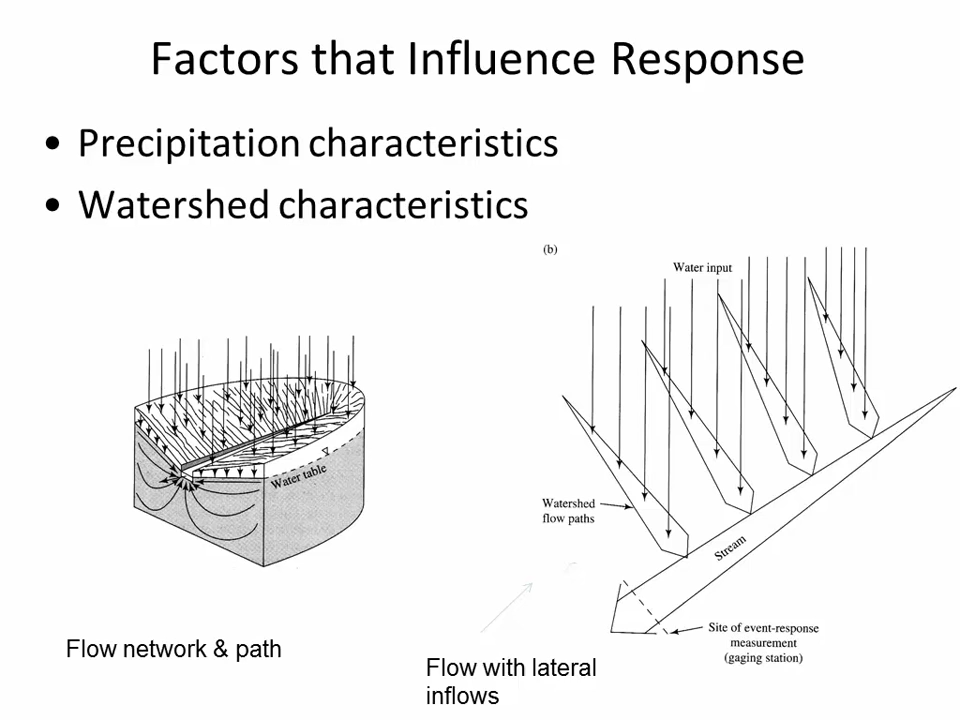 Factors that Influence Response
• Precipitation characteristics
• Watershed characteristics
(b)
Water input
Water table
Watershed
flow paths
Stream
Site of event-response
measurement
(gaging station)
Flow network & path
Flow with lateral
inflows